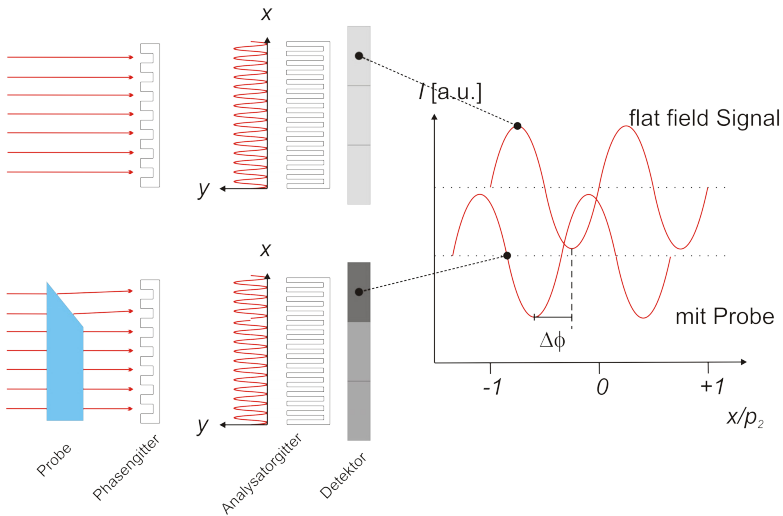 x
y
I [a.u.]
flat field Signal
mit Probe
Δϕ
-1
0
+1
x/p₂
x
y
Probe
Phasengitter
Analysatorgitter
Detektor